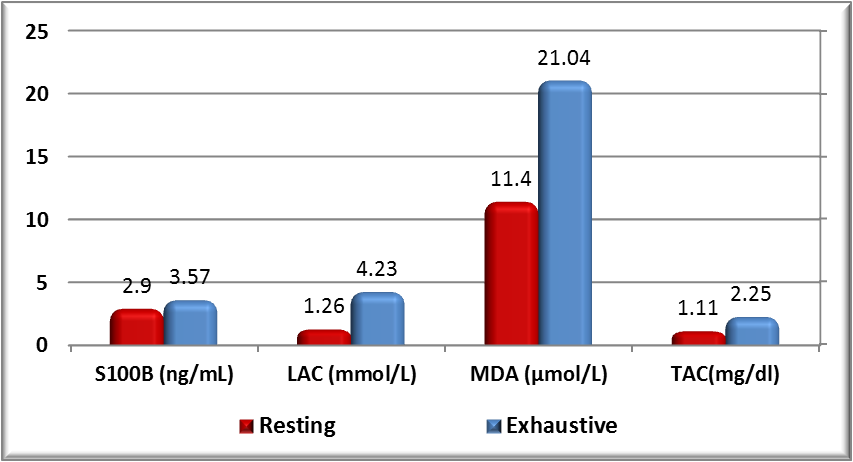 25
21.04
20
15
11.4
10
4.23
5
2.9
3.57
1.26
1.11
2.25
0
S100B (ng/mL)
LAC (mmol/L)
MDA (µmol/L)
TAC(mg/dl)
Resting
Exhaustive